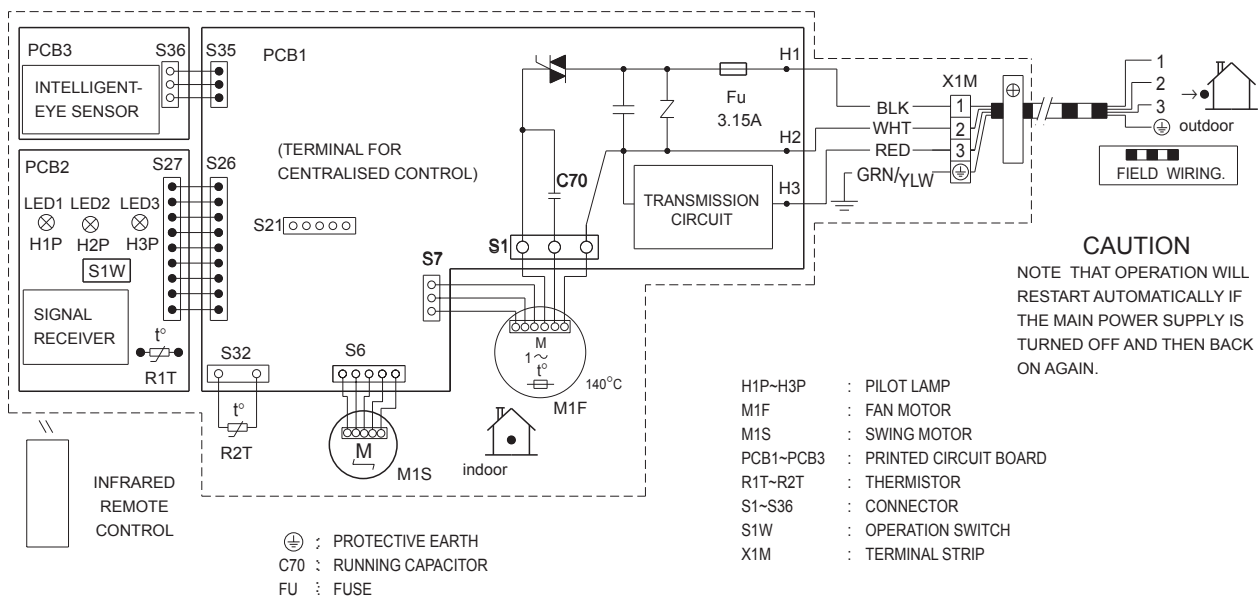 PCB3
S36
S35
PCB1
INTELLIGENT-
EYE SENSOR
H1
Fu
3.15A
X1M
BLK
1
WHT
2
RED
3
GRN/YLW
H2
H3
1
2
3
outdoor
FIELD WIRING.
PCB2
S27
S26
(TERMINAL FOR
CENTRALISED CONTROL)
C70
TRANSMISSION
CIRCUIT
LED1 LED2 LED3
H1P H2P H3P
S1W
S21
S1
S7
SIGNAL
RECEIVER
t°
R1T
S32
S6
t°
R2T
M
M1S
M
1~
t°
140°C
M1F
indoor
CAUTION
NOTE THAT OPERATION WILL
RESTART AUTOMATICALLY IF
THE MAIN POWER SUPPLY IS
TURNED OFF AND THEN BACK
ON AGAIN.
INFRARED
REMOTE
CONTROL
: PROTECTIVE EARTH
C70 : RUNNING CAPACITOR
FU : FUSE
H1P~H3P : PILOT LAMP
M1F : FAN MOTOR
M1S : SWING MOTOR
PCB1~PCB3 : PRINTED CIRCUIT BOARD
R1T~R2T : THERMISTOR
S1~S36 : CONNECTOR
S1W : OPERATION SWITCH
X1M : TERMINAL STRIP